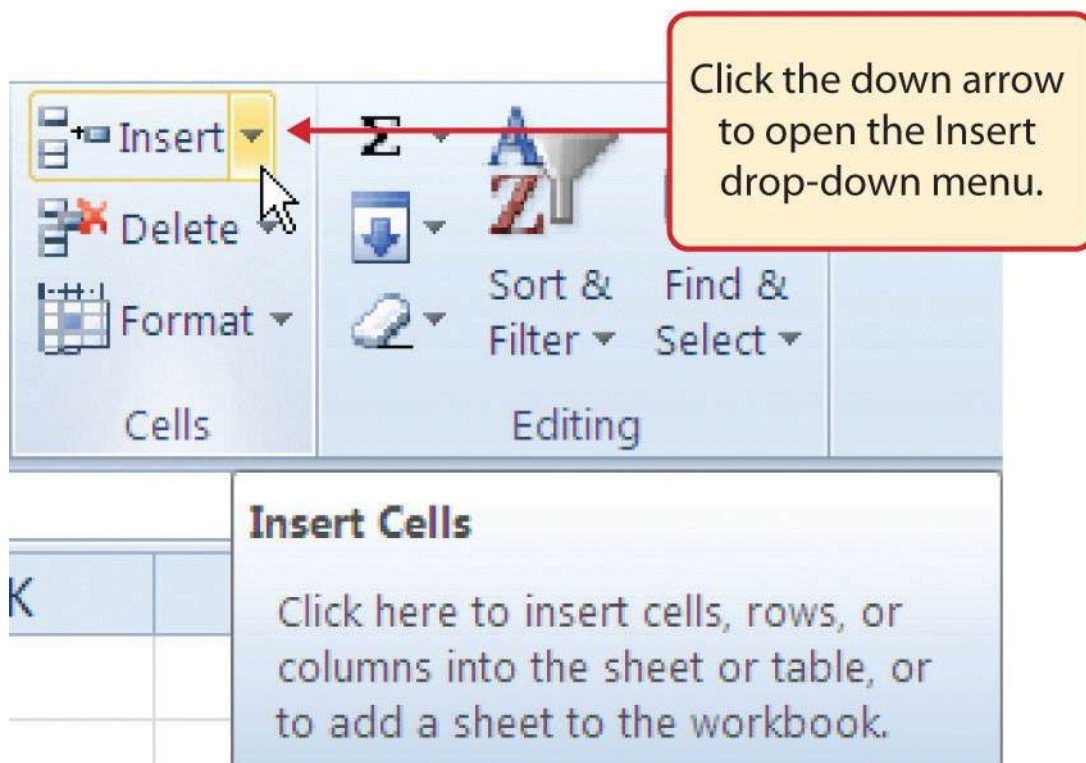 Click the down arrow
to open the Insert
drop-down menu.
Insert
Delete
Format
Cells
Σ
A
Z
Sort &
Filter
Find &
Select
Editing
K
Insert Cells
Click here to insert cells, rows, or
columns into the sheet or table, or
to add a sheet to the workbook.